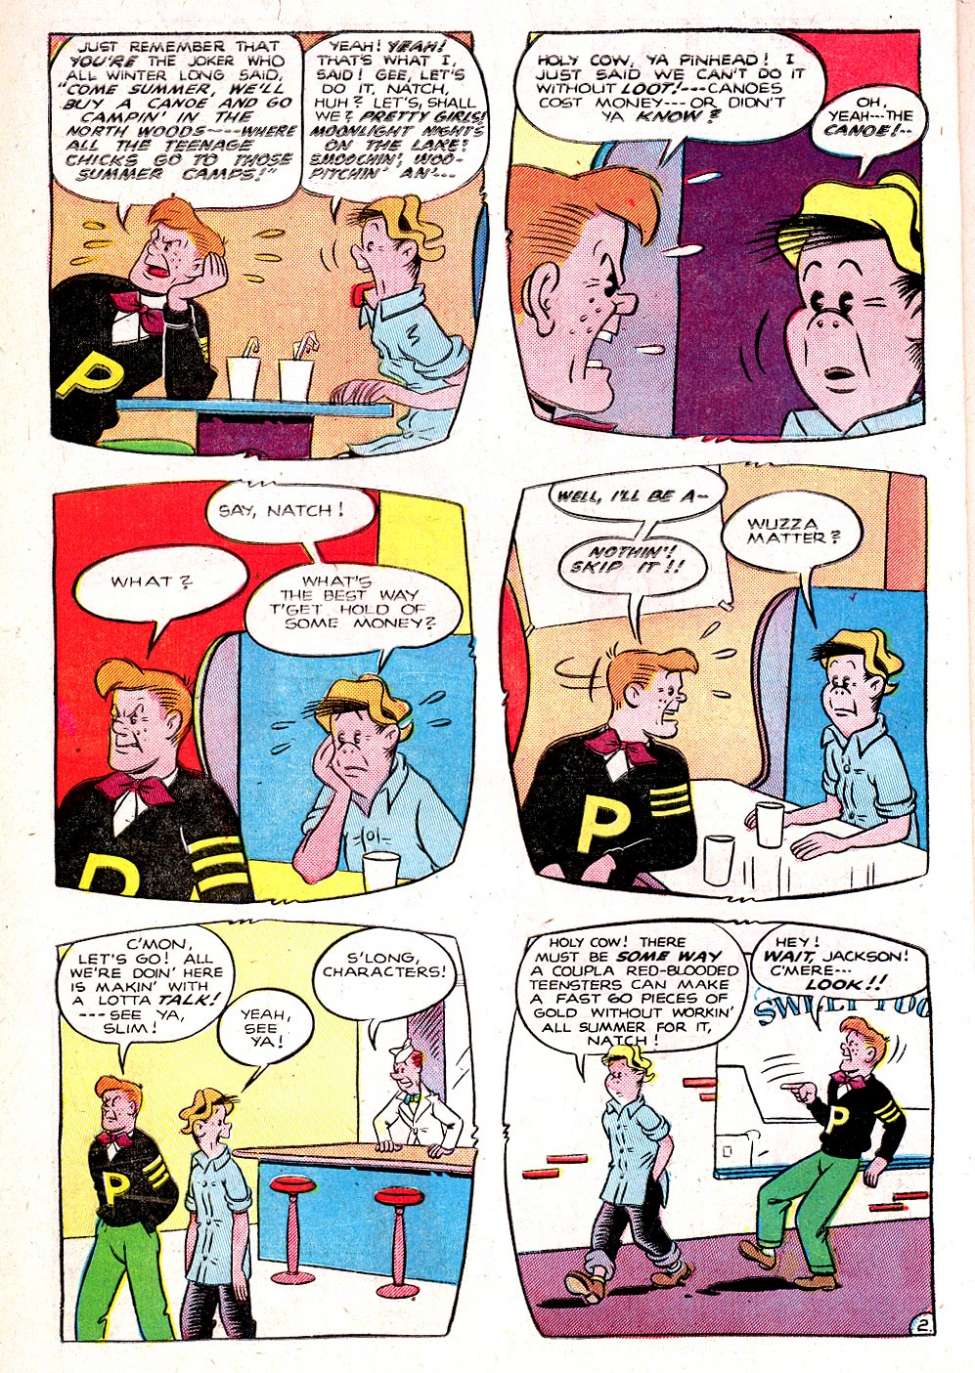 JUST REMEMBER THAT
YOU'RE THE JOKER WHO
ALL WINTER LONG SAID,
"COME SUMMER, WE'LL
BUY A CANOE AND GO
CAMPIN' IN THE
NORTH WOODS----WHERE
ALL THE TEENAGE
CHICKS GO TO THOSE
SUMMER CAMPS!"
YEAH! YEAH!
THAT'S WHAT I,
SAID! GEE, LET'S
DO IT, NATCH,
HUH? LET'S, SHALL
WE? PRETTY GIRLS!
MOONLIGHT NIGHTS
ON THE LAKE!
SMOOCHIN', WOO-
PITCHIN' AN'---
P
HOLY COW, YA PINHEAD! I
JUST SAID WE CAN'T DO IT
WITHOUT LOOT!---CANOES
COST MONEY---OR DIDN'T
YA KNOW?
OH,
YEAH---THE
CANOE!--
SAY, NATCH!
WHAT?
WHAT'S
THE BEST WAY
T'GET HOLD OF
SOME MONEY?
P
WELL, I'LL BE A--
NOTHIN'!
SKIP IT!!
WUZZA
MATTER?
P
C'MON,
LET'S GO! ALL
WE'RE DOIN' HERE
IS MAKIN' WITH
A LOTTA TALK!
---SEE YA,
SLIM!
YEAH,
SEE
YA!
S'LONG,
CHARACTERS!
P
HOLY COW! THERE
MUST BE SOME WAY
A COUPLA RED-BLOODED
TEENSTERS CAN MAKE
A FAST 60 PIECES OF
GOLD WITHOUT WORKIN'
ALL SUMMER FOR IT,
NATCH!
HEY!
WAIT, JACKSON!
C'MERE---
LOOK!!
P
2.